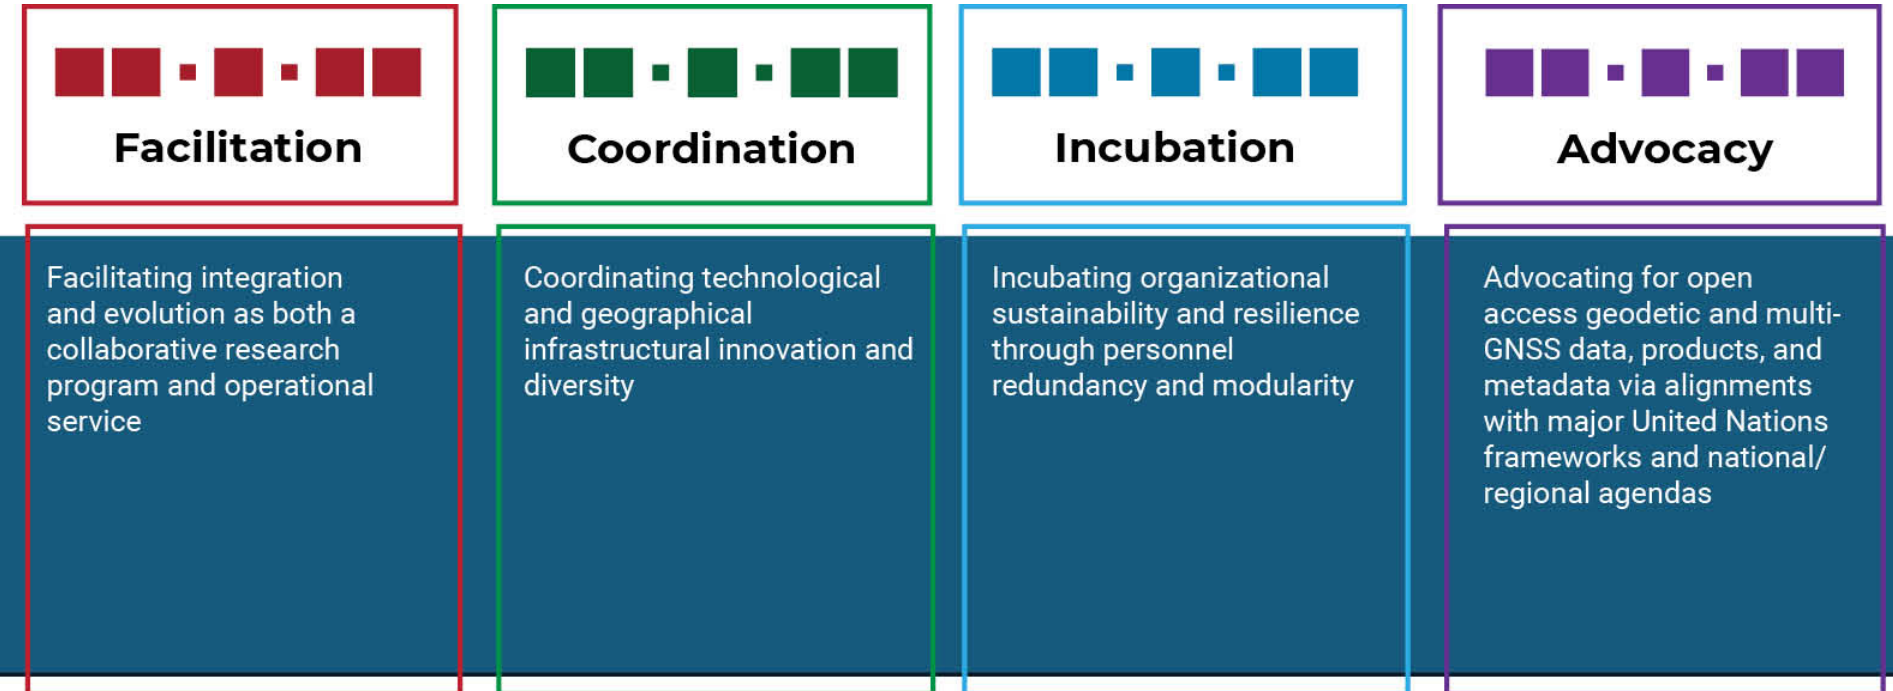 Facilitation
Facilitating integration
and evolution as both a
collaborative research
program and operational
service
Coordination
Coordinating technological
and geographical
infrastructural innovation and
diversity
Incubation
Incubating organizational
sustainability and resilience
through personnel
redundancy and modularity
Advocacy
Advocating for open
access geodetic and multi-
GNSS data, products, and
metadata via alignments
with major United Nations
frameworks and national/
regional agendas